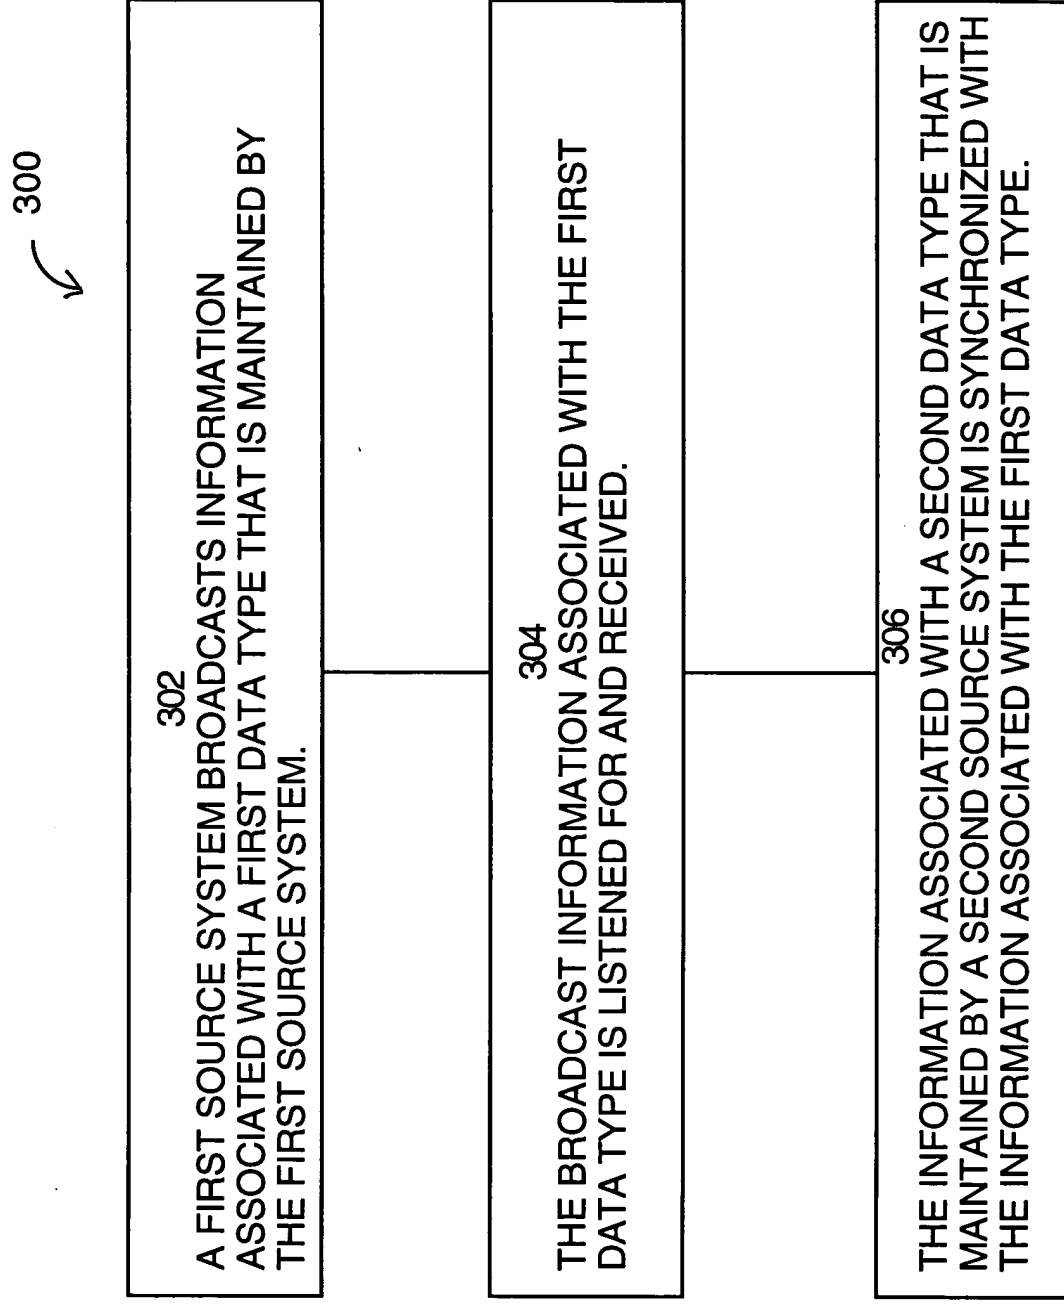 300
302
A FIRST SOURCE SYSTEM BROADCASTS INFORMATION
ASSOCIATED WITH A FIRST DATA TYPE THAT IS MAINTAINED BY
THE FIRST SOURCE SYSTEM.
304
THE BROADCAST INFORMATION ASSOCIATED WITH THE FIRST
DATA TYPE IS LISTENED FOR AND RECEIVED.
306
THE INFORMATION ASSOCIATED WITH A SECOND DATA TYPE THAT IS
MAINTAINED BY A SECOND SOURCE SYSTEM IS SYNCHRONIZED WITH
THE INFORMATION ASSOCIATED WITH THE FIRST DATA TYPE.